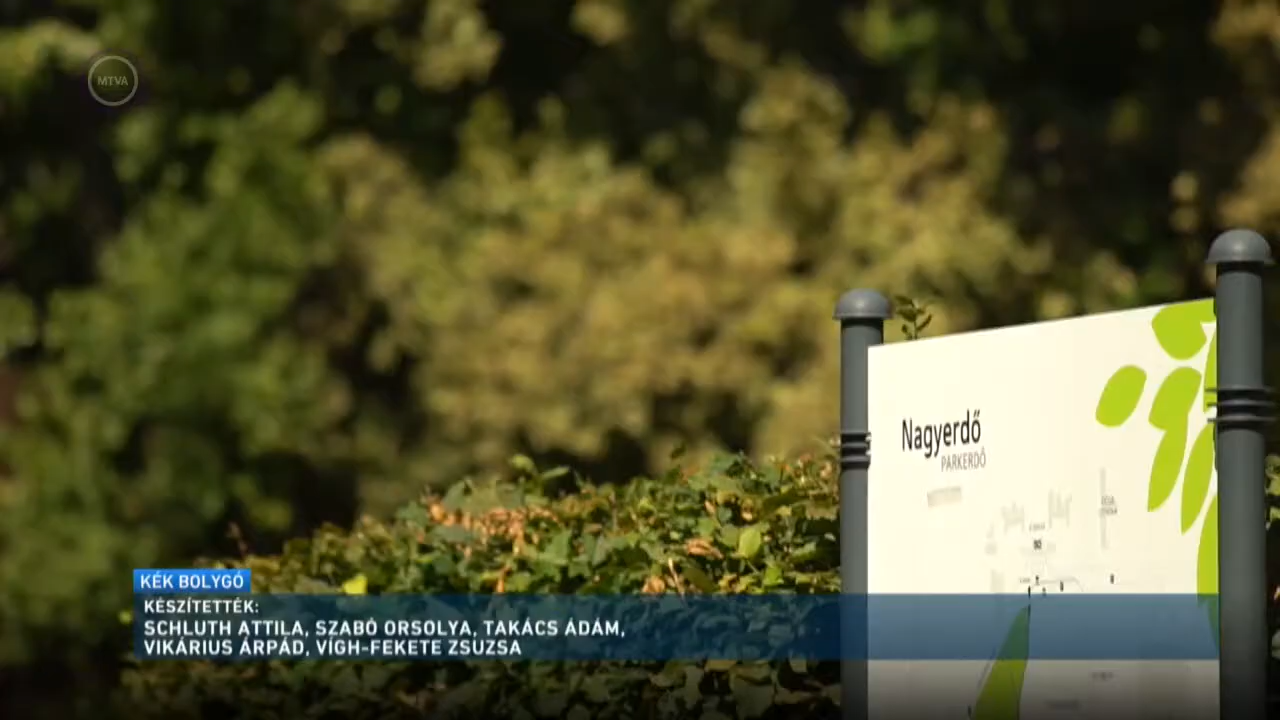 MTVA
Nagyerdő
PARKERDŐ
KÉK BOLYGÓ
KÉSZÍTETTÉK:
SCHLUTH ATTILA, SZABÓ ORSOLYA, TAKÁCS ÁDÁM,
VIKÁRIUS ÁRPÁD, VÍGH-FEKETE ZSUZSA